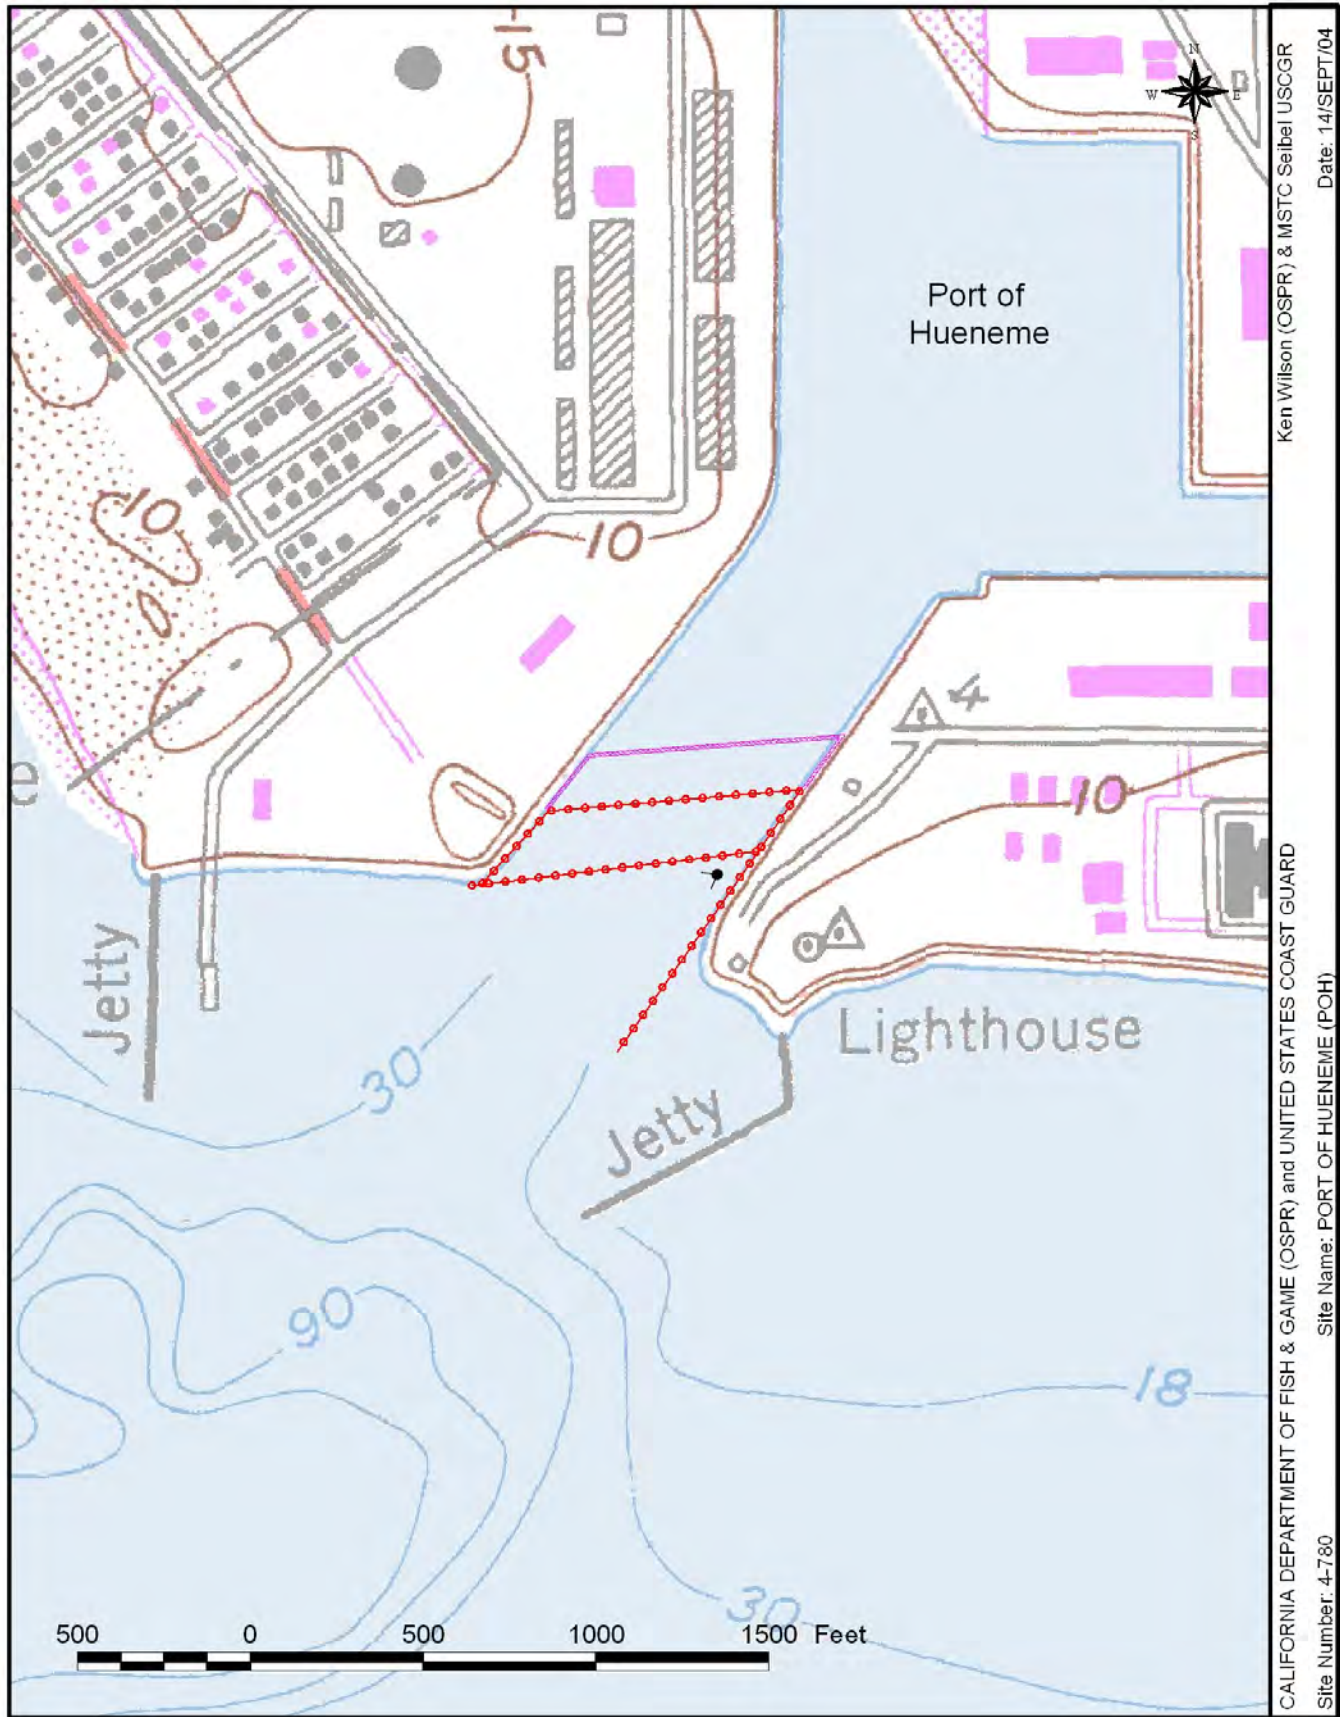 15
N
W
E
S
Port of
Hueneme
10
10
4
10
Jetty
Lighthouse
30
Jetty
90
18
30
500 0 500 1000 1500 Feet
CALIFORNIA DEPARTMENT OF FISH & GAME (OSPR) and UNITED STATES COAST GUARD
Ken Wilson (OSPR) & MSTC Seibel USCGR
Site Number: 4-780
Site Name: PORT OF HUENEME (POH)
Date: 14/SEPT/04